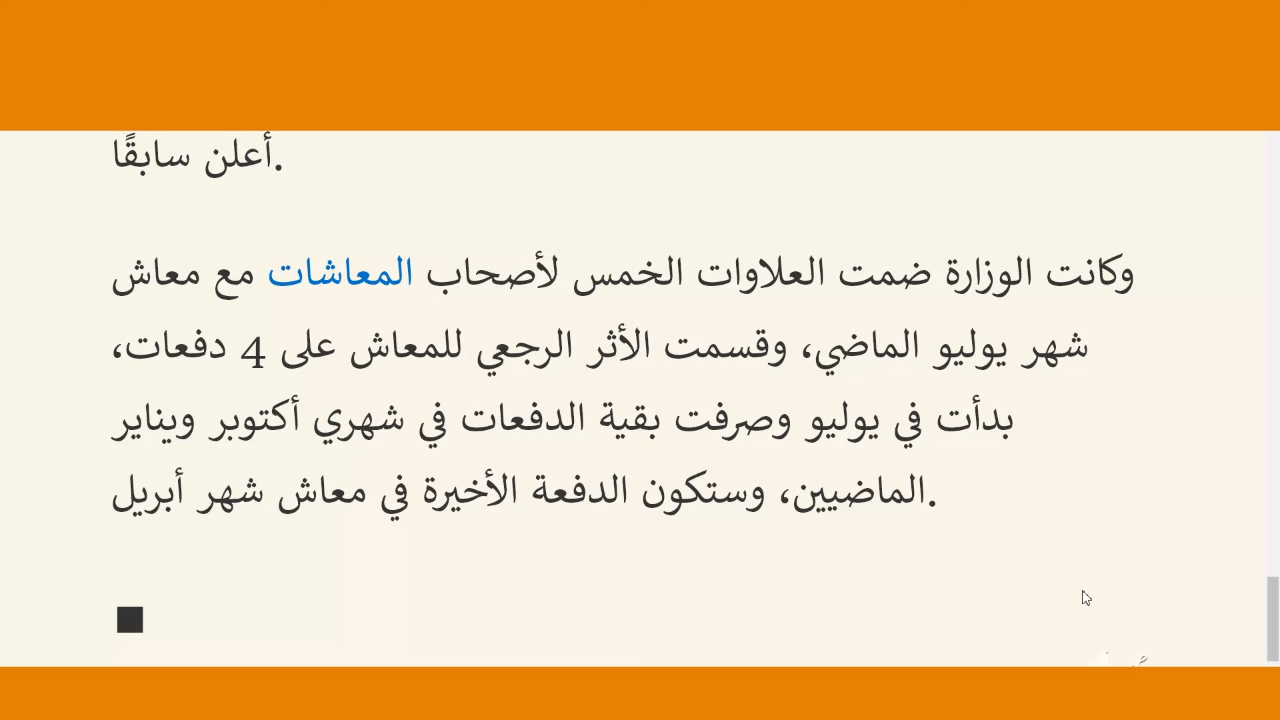 أعلن سابقًا.
وكانت الوزارة ضمت العلاوات الخمس لأصحاب المعاشات مع معاش
شهر يوليو الماضي، وقسمت الأثر الرجعي للمعاش على 4 دفعات،
بدأت في يوليو وصرفت بقية الدفعات في شهري أكتوبر ويناير
الماضيين، وستكون الدفعة الأخيرة في معاش شهر أبريل.